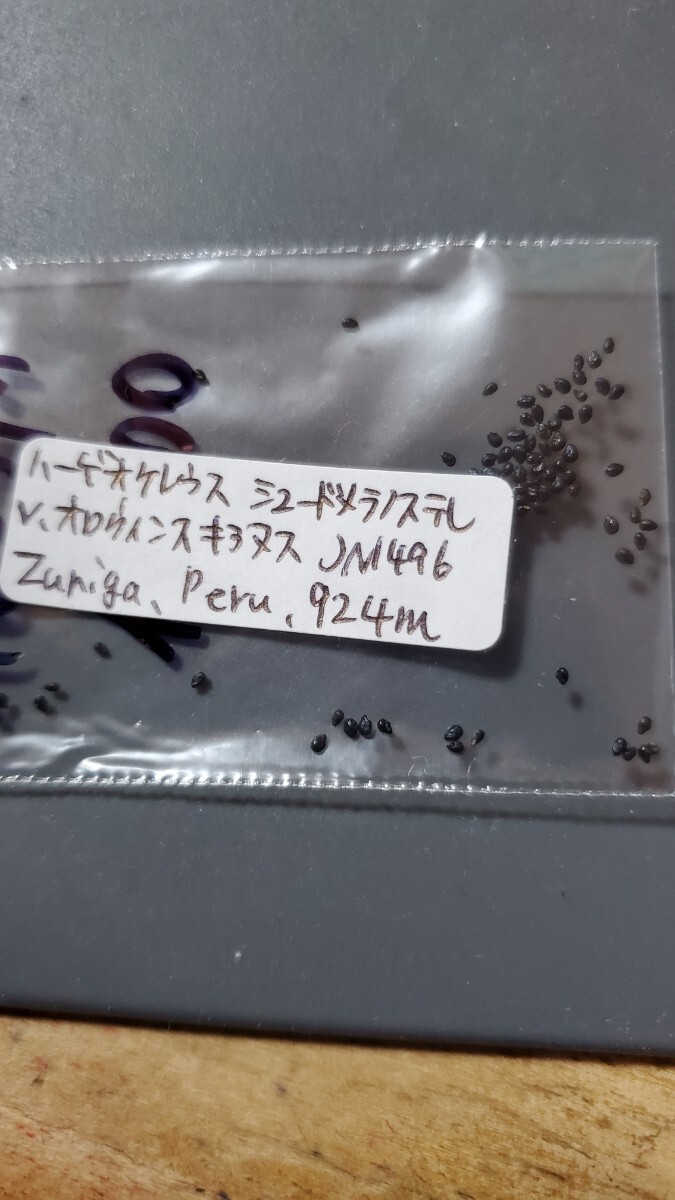 ハーゲオケレウス シュードメラノステレ
v、オロウィンスキヨヌス JN496
Zuniga、Peru、924m